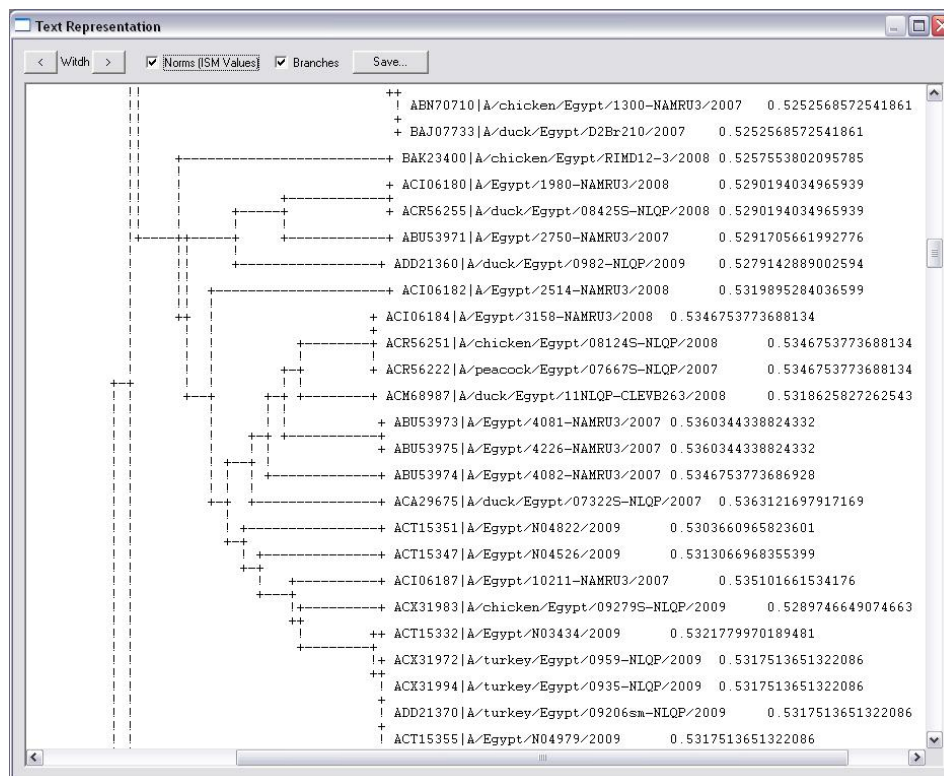 Text Representation
< Witdh > Norms (ISM Values) Branches Save...
ABN70710|A/chicken/Egypt/1300-NAMRU3/2007 0.5252568572541861
BAJ07733|A/duck/Egypt/D2Br210/2007 0.5252568572541861
BAK23400|A/chicken/Egypt/RIMD12-3/2008 0.5257553802095785
ACI06180|A/Egypt/1980-NAMRU3/2008 0.5290194034965939
ACR56255|A/duck/Egypt/08425S-NLQP/2008 0.5290194034965939
ABU53971|A/Egypt/2750-NAMRU3/2007 0.5291705661992776
ADD21360|A/duck/Egypt/0982-NLQP/2009 0.5279142889002594
ACI06182|A/Egypt/2514-NAMRU3/2008 0.5319895284036599
ACI06184|A/Egypt/3158-NAMRU3/2008 0.5346753773688134
ACR56251|A/chicken/Egypt/08124S-NLQP/2008 0.5346753773688134
ACR56222|A/peacock/Egypt/07667S-NLQP/2007 0.5346753773688134
ACM68987|A/duck/Egypt/11NLQP-CLEVB263/2008 0.5318625827262543
ABU53973|A/Egypt/4081-NAMRU3/2007 0.5360344338824332
ABU53975|A/Egypt/4226-NAMRU3/2007 0.5360344338824332
ABU53974|A/Egypt/4082-NAMRU3/2007 0.5346753773686928
ACA29675|A/duck/Egypt/07322S-NLQP/2007 0.5363121697917169
ACT15351|A/Egypt/N04822/2009 0.5303660965823601
ACT15347|A/Egypt/N04526/2009 0.5313066968355399
ACI06187|A/Egypt/10211-NAMRU3/2007 0.535101661534176
ACX31983|A/chicken/Egypt/09279S-NLQP/2009 0.5289746649074663
ACT15332|A/Egypt/N03434/2009 0.5321779970189481
ACX31972|A/turkey/Egypt/0959-NLQP/2009 0.5317513651322086
ACX31994|A/turkey/Egypt/0935-NLQP/2009 0.5317513651322086
ADD21370|A/turkey/Egypt/09206sm-NLQP/2009 0.5317513651322086
ACT15355|A/Egypt/N04979/2009 0.5317513651322086